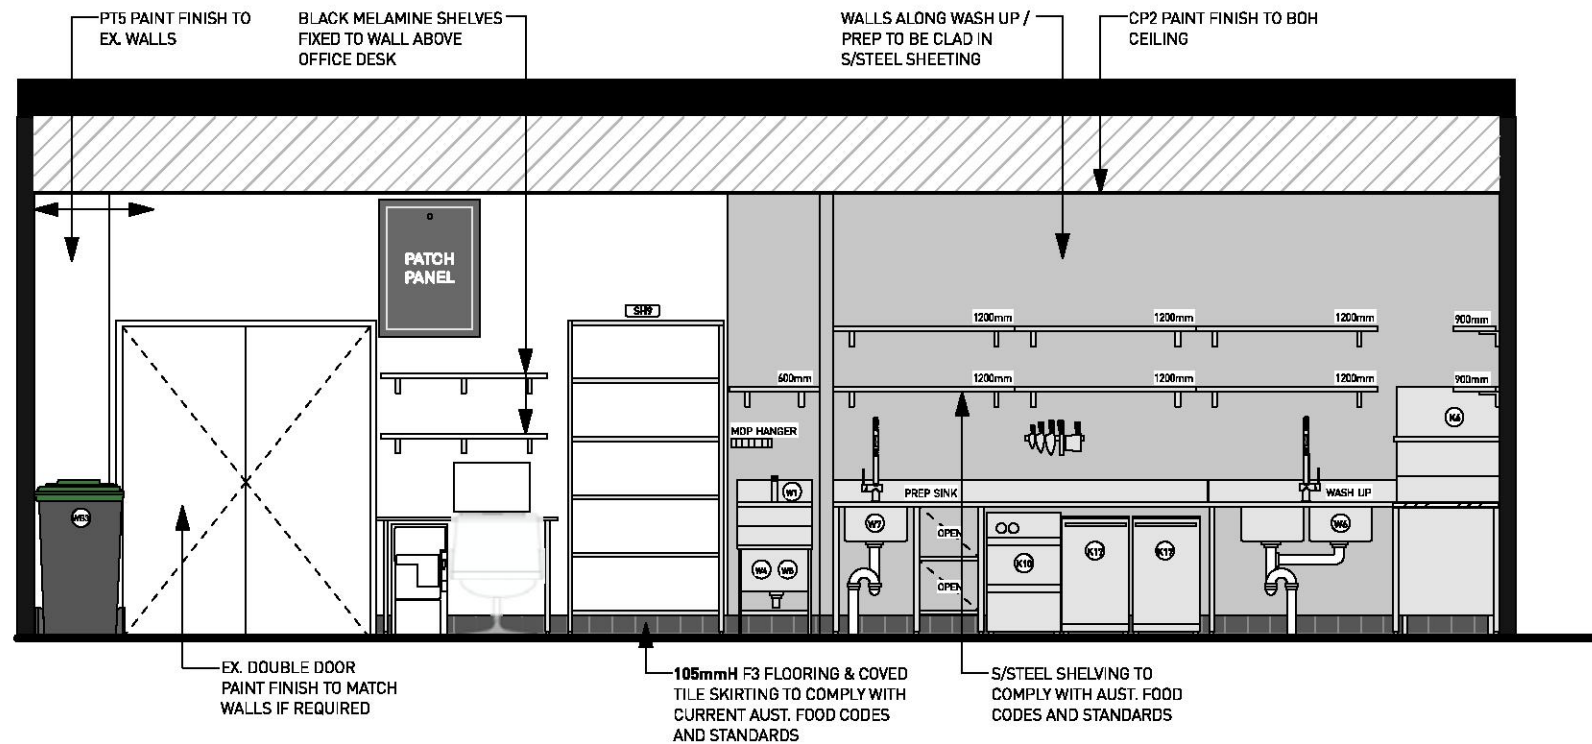 PT5 PAINT FINISH TO
EX. WALLS
BLACK MELAMINE SHELVES
FIXED TO WALL ABOVE
OFFICE DESK
WALLS ALONG WASH UP /
PREP TO BE CLAD IN
S/STEEL SHEETING
CP2 PAINT FINISH TO BOH
CEILING
PATCH
PANEL
SH9
1200mm
1200mm
1200mm
900mm
600mm
1200mm
1200mm
1200mm
900mm
K6
MOP HANGER
W1
PREP SINK
WASH UP
WB3
W7
OPEN
W6
K10
K12
K12
W4
W5
OPEN
EX. DOUBLE DOOR
PAINT FINISH TO MATCH
WALLS IF REQUIRED
105mmH F3 FLOORING & COVED
TILE SKIRTING TO COMPLY WITH
CURRENT AUST. FOOD CODES
AND STANDARDS
S/STEEL SHELVING TO
COMPLY WITH AUST. FOOD
CODES AND STANDARDS